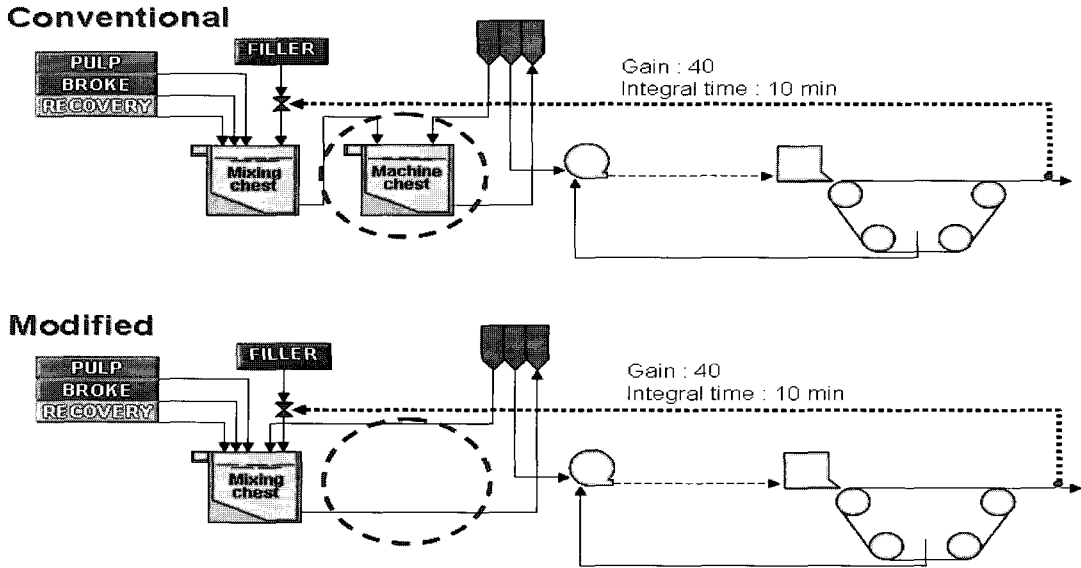 Conventional
FILLER
PULP
BROKE
RECOVERY
Gain : 40
Integral time : 10 min
Mixing
chest
Machine
chest
Modified
FILLER
PULP
BROKE
RECOVERY
Gain : 40
Integral time : 10 min
Mixing
chest